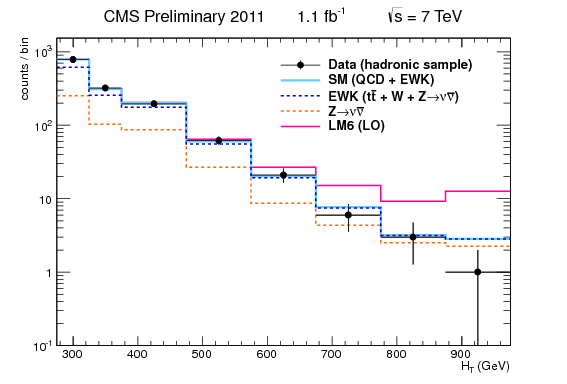 CMS Preliminary 2011 1.1 fb⁻¹ √s = 7 TeV
counts / bin
10³
10²
10
1
10⁻¹
Data (hadronic sample)
SM (QCD + EWK)
EWK (tt̄ + W + Z→νν̄)
Z→νν̄
LM6 (LO)
300 400 500 600 700 800 900
H_T (GeV)